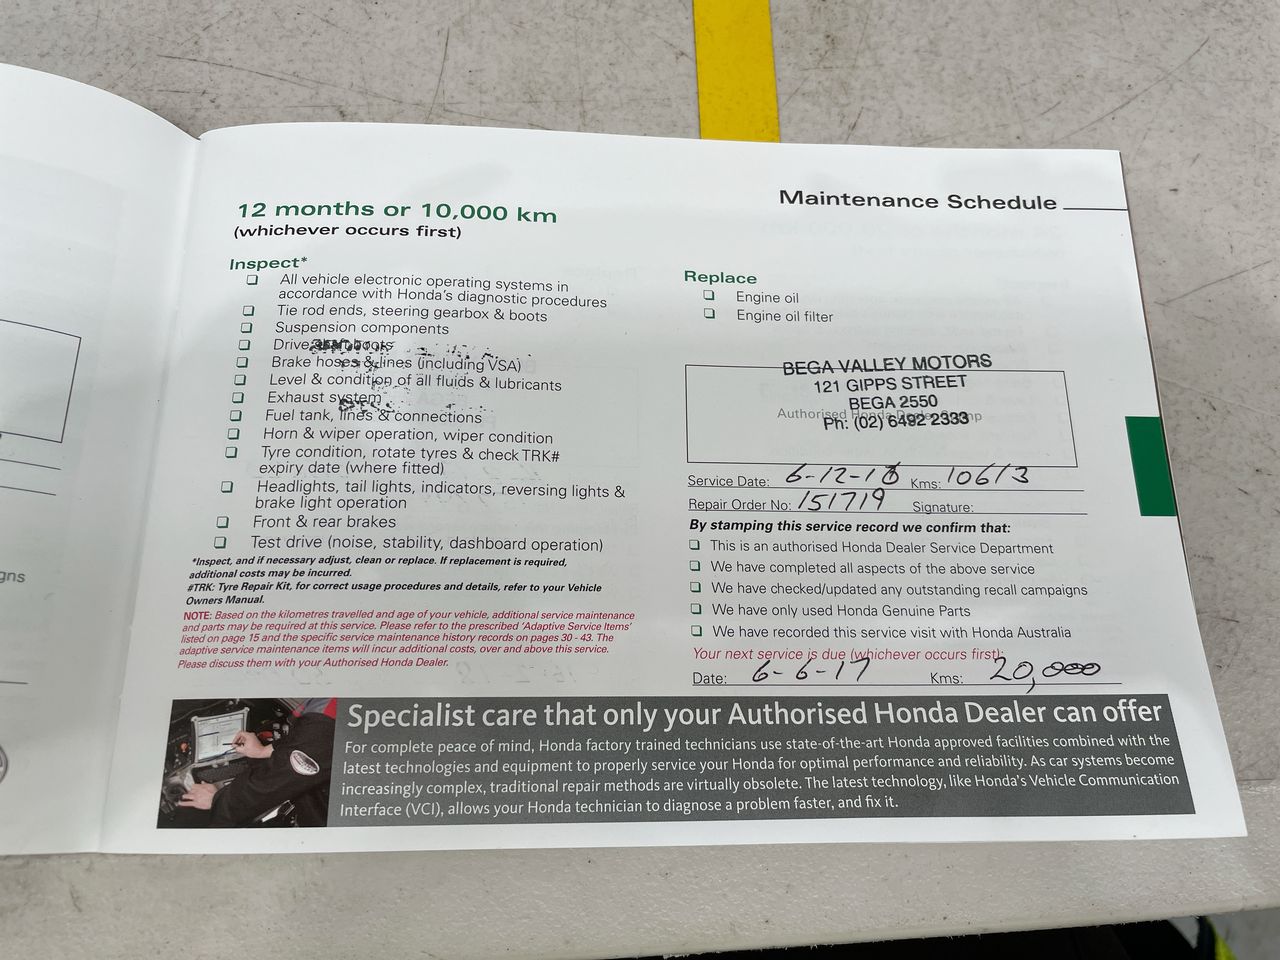 Maintenance Schedule
12 months or 10,000 km
(whichever occurs first)
Inspect*
All vehicle electronic operating systems in
accordance with Honda's diagnostic procedures
Tie rod ends, steering gearbox & boots
Suspension components
Drive shaft boots
Brake hoses & lines (including VSA)
Level & condition of all fluids & lubricants
Exhaust system
Fuel tank, lines & connections
Horn & wiper operation, wiper condition
Tyre condition, rotate tyres & check TRK#
expiry date (where fitted)
Headlights, tail lights, indicators, reversing lights &
brake light operation
Front & rear brakes
Test drive (noise, stability, dashboard operation)
*Inspect, and if necessary adjust, clean or replace. If replacement is required,
additional costs may be incurred.
#TRK: Tyre Repair Kit, for correct usage procedures and details, refer to your Vehicle
Owners Manual.
NOTE: Based on the kilometres travelled and age of your vehicle, additional service maintenance
and parts may be required at this service. Please refer to the prescribed 'Adaptive Service Items'
listed on page 15 and the specific service maintenance history records on pages 30 - 43. The
adaptive service maintenance items will incur additional costs, over and above this service.
Please discuss them with your Authorised Honda Dealer.
Replace
Engine oil
Engine oil filter
BEGA VALLEY MOTORS
121 GIPPS STREET
BEGA 2550
Authorised Honda Dealer Stamp
Ph: (02) 6492 2333
Service Date: 6-12-16 Kms: 10613
Repair Order No: 151719 Signature:
By stamping this service record we confirm that:
This is an authorised Honda Dealer Service Department
We have completed all aspects of the above service
We have checked/updated any outstanding recall campaigns
We have only used Honda Genuine Parts
We have recorded this service visit with Honda Australia
Your next service is due (whichever occurs first):
Date: 6-6-17 Kms: 20,000
Specialist care that only your Authorised Honda Dealer can offer
For complete peace of mind, Honda factory trained technicians use state-of-the-art Honda approved facilities combined with the
latest technologies and equipment to properly service your Honda for optimal performance and reliability. As car systems become
increasingly complex, traditional repair methods are virtually obsolete. The latest technology, like Honda's Vehicle Communication
Interface (VCI), allows your Honda technician to diagnose a problem faster, and fix it.